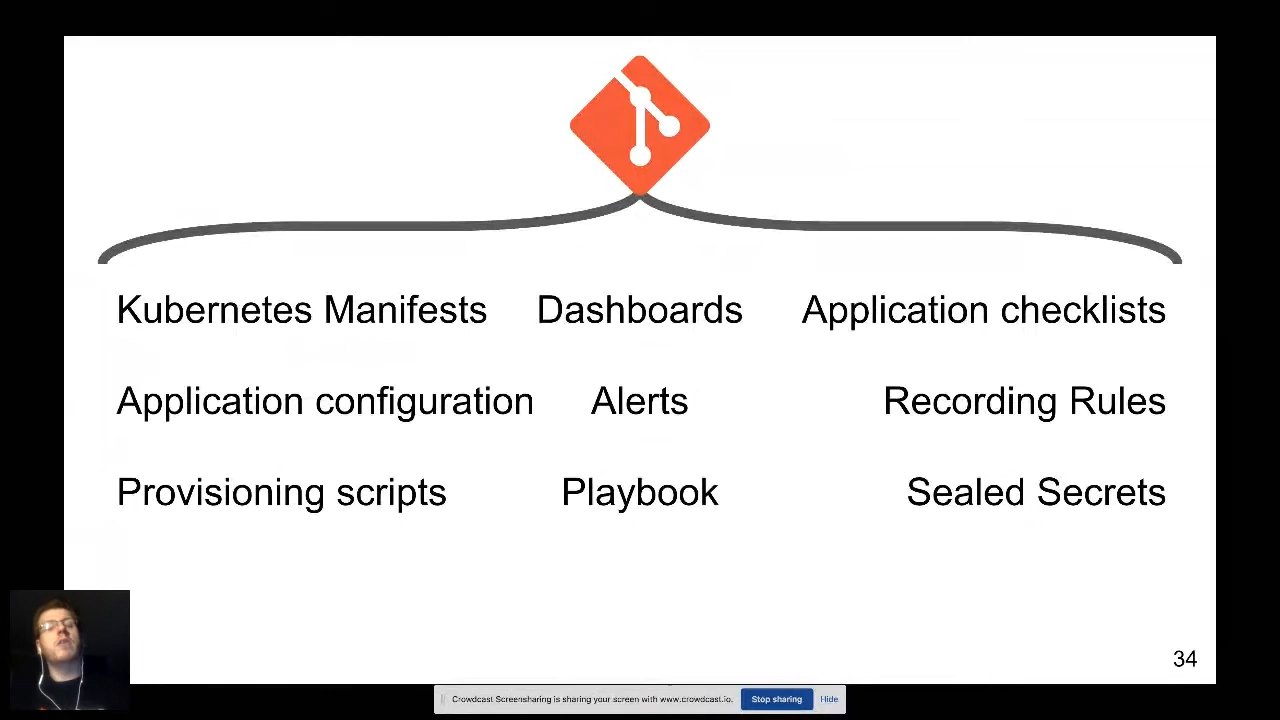 Kubernetes Manifests Dashboards Application checklists
Application configuration Alerts Recording Rules
Provisioning scripts Playbook Sealed Secrets
34
Crowdcast Screensharing is sharing your screen with www.crowdcast.io. Stop sharing Hide